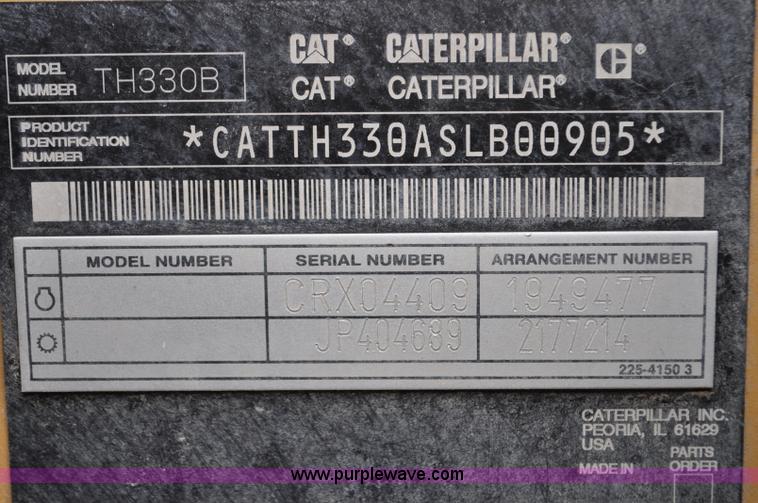 CAT® CATERPILLAR®
MODEL NUMBER TH330B
CAT® CATERPILLAR®
PRODUCT IDENTIFICATION NUMBER *CATTH330ASLB00905*
MODEL NUMBER SERIAL NUMBER ARRANGEMENT NUMBER
CRX04409 1949477
JP404689 2177214
225-4150 3
CATERPILLAR INC.
PEORIA, IL 61629
USA
MADE IN
PARTS ORDER
www.purplewave.com